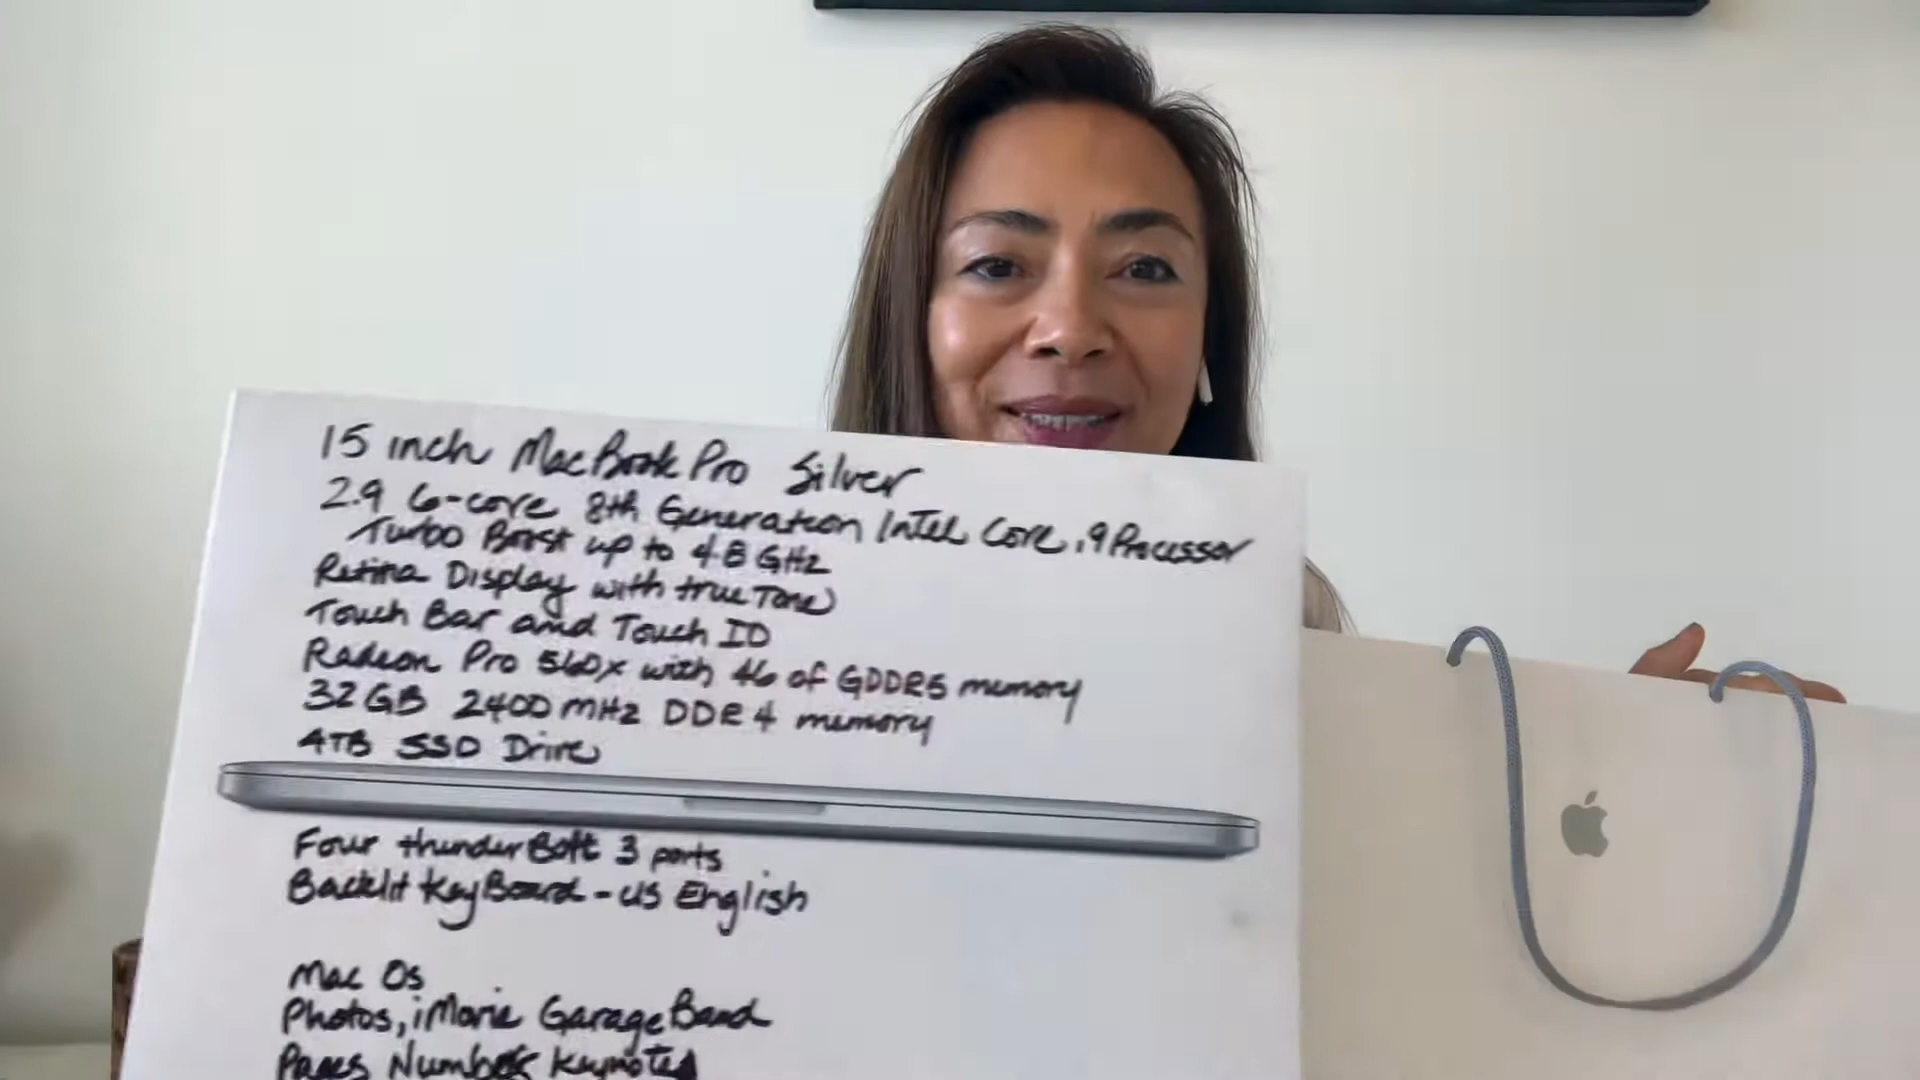 15 inch MacBook Pro Silver
2.9 6-core 8th Generation Intel Core i9 Processor
Turbo Boost up to 4.8 GHz
Retina Display with true Tone
Touch Bar and Touch ID
Radeon Pro 560x with 4G of GDDR5 memory
32 GB 2400 MHz DDR4 memory
4TB SSD Drive
Four thunderBolt 3 ports
Backlit KeyBoard - US English
Mac Os
Photos, iMovie GarageBand
Pages Numbers Keynotes